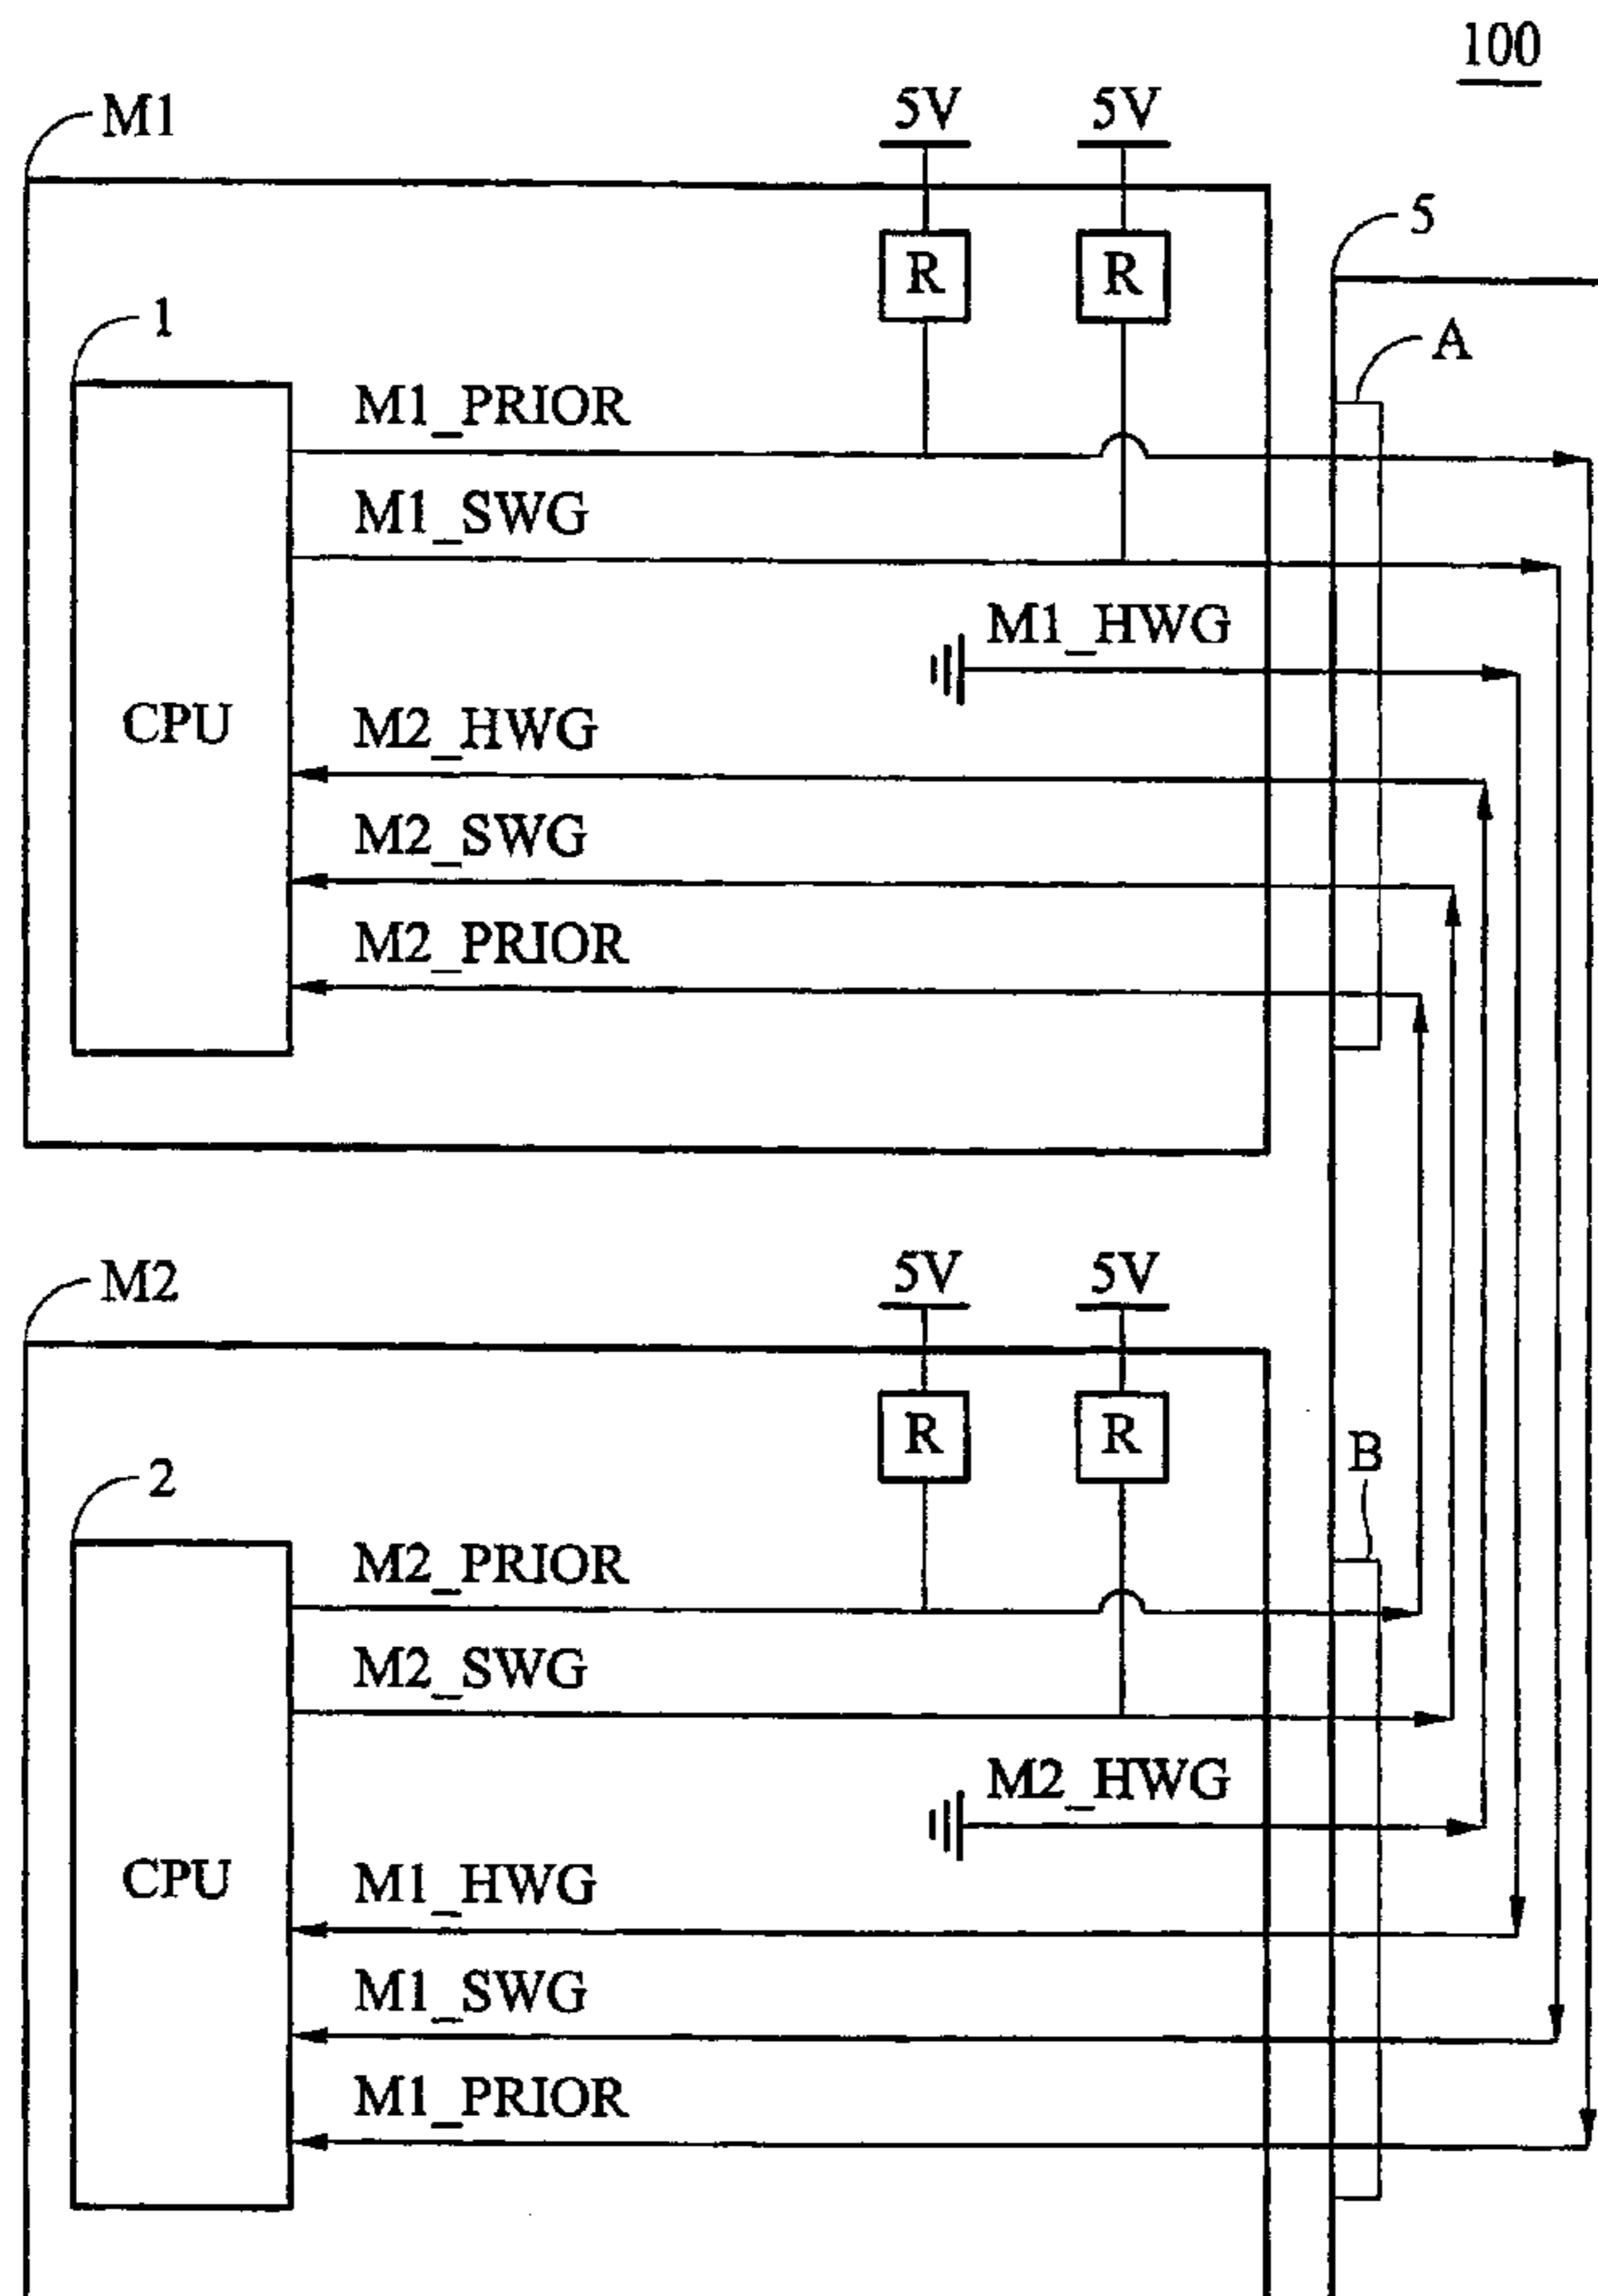 100
M1
5V 5V
5
R R
A
1
M1_PRIOR
M1_SWG
M1_HWG
CPU
M2_HWG
M2_SWG
M2_PRIOR
M2
5V 5V
R R
B
2
M2_PRIOR
M2_SWG
M2_HWG
CPU
M1_HWG
M1_SWG
M1_PRIOR